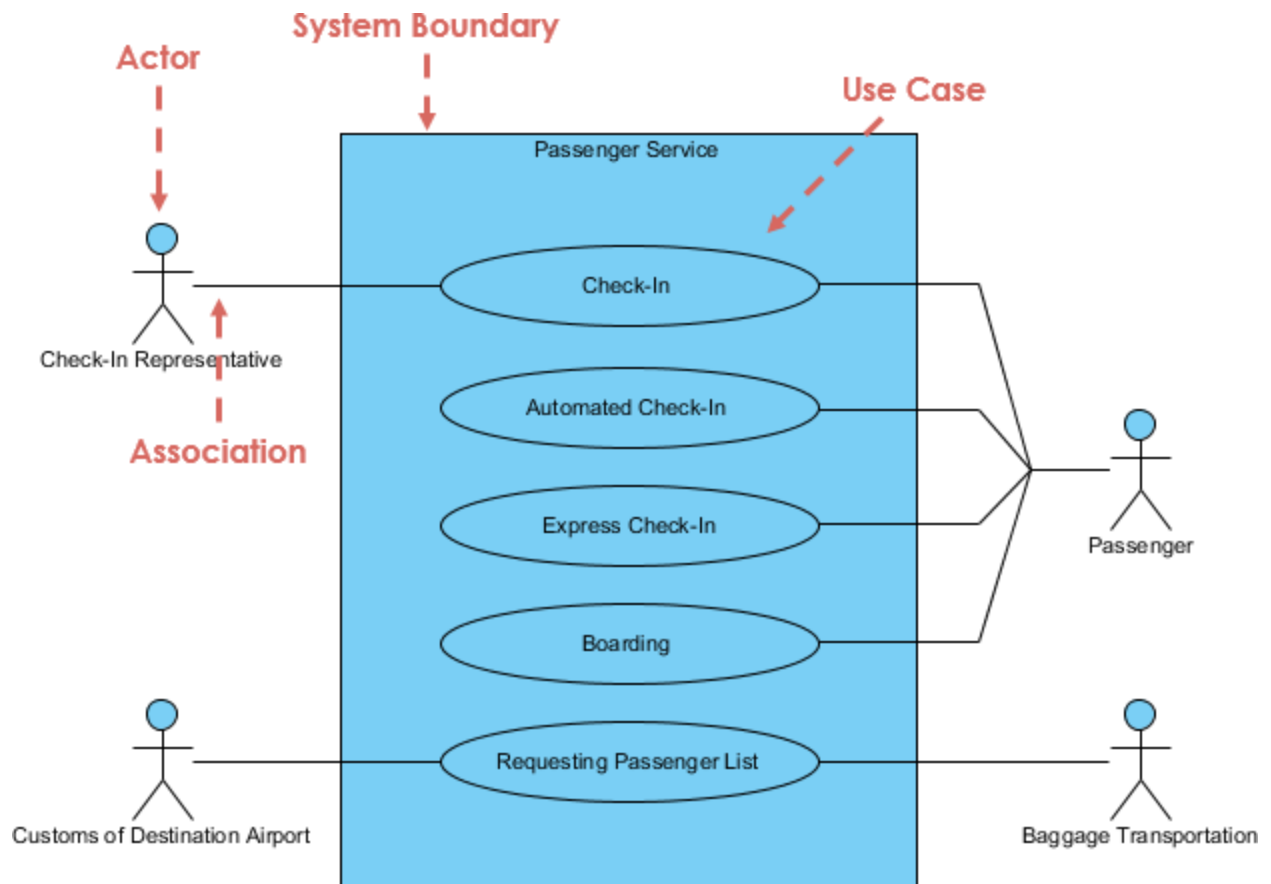 System Boundary
Actor
Use Case
Passenger Service
Check-In
Check-In Representative
Automated Check-In
Association
Express Check-In
Passenger
Boarding
Requesting Passenger List
Customs of Destination Airport
Baggage Transportation